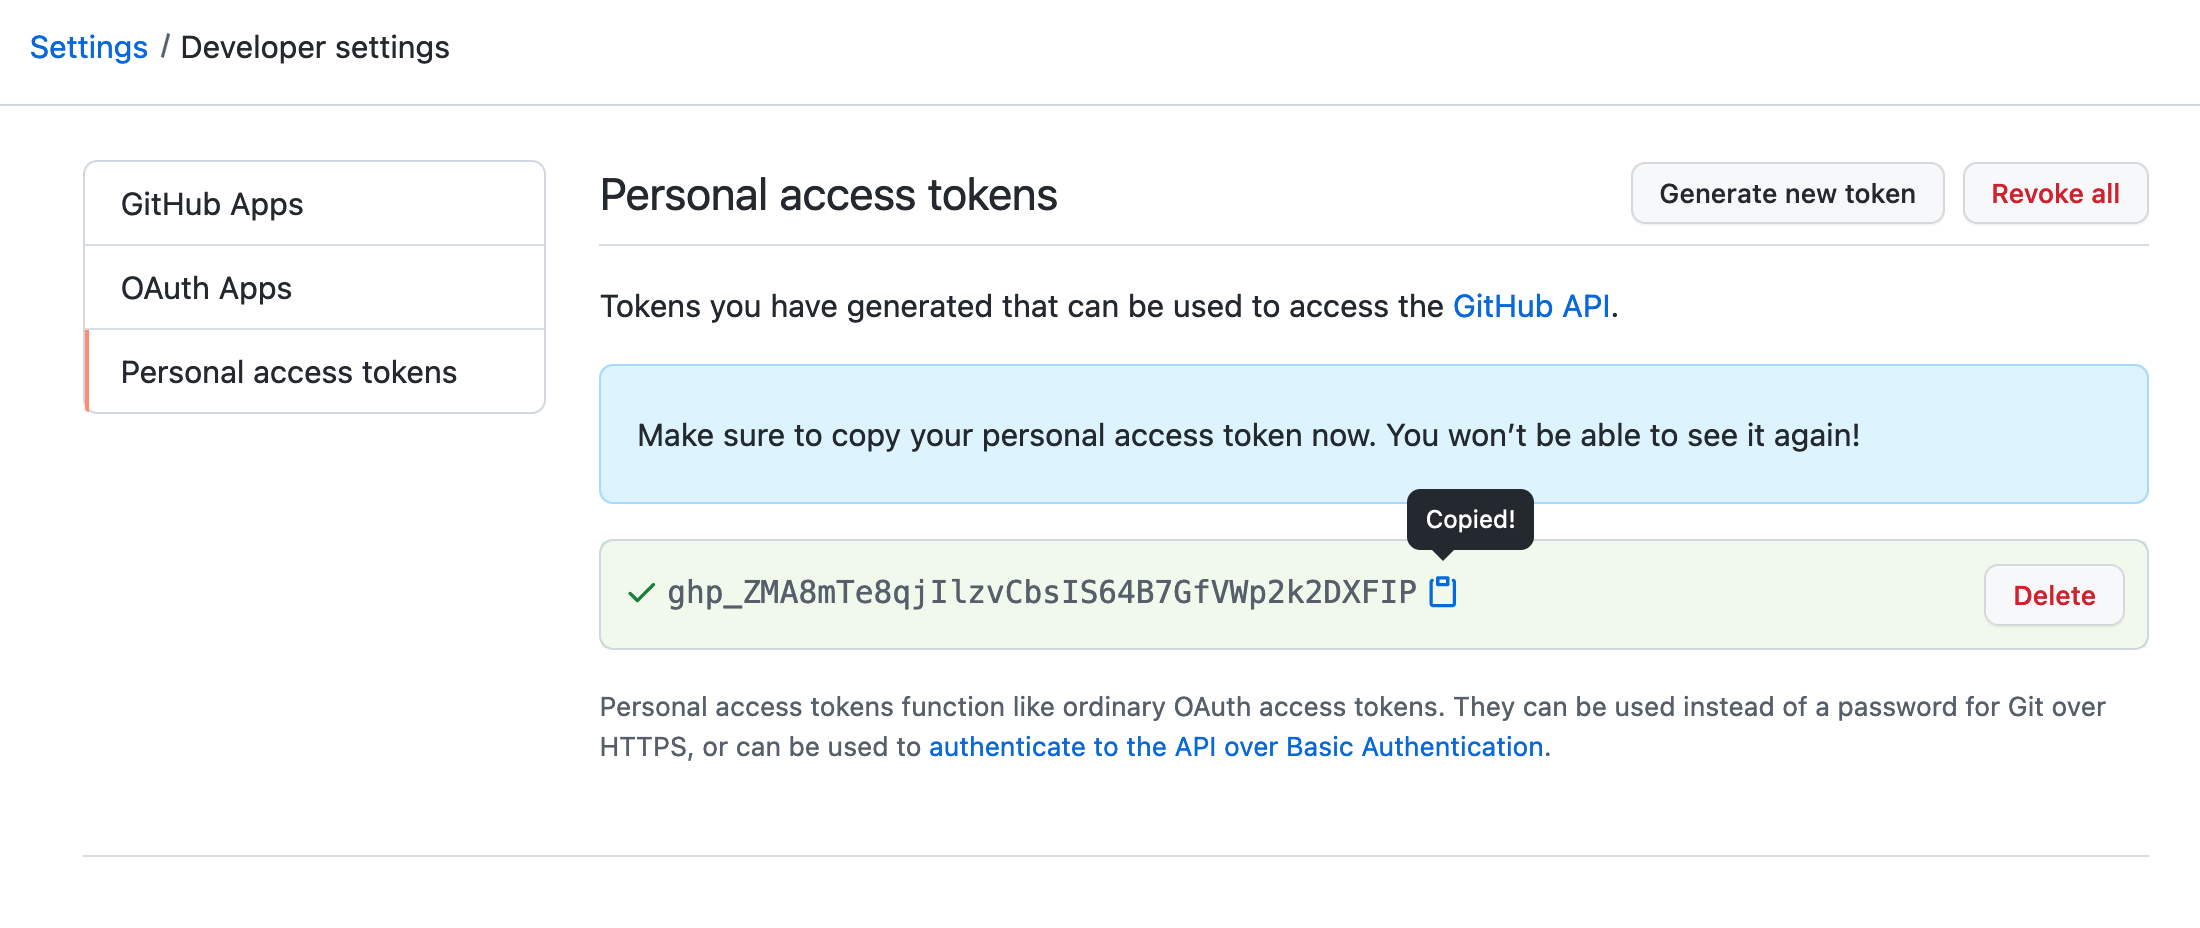 Settings / Developer settings
GitHub Apps
OAuth Apps
Personal access tokens
Personal access tokens
Generate new token
Revoke all
Tokens you have generated that can be used to access the GitHub API.
Make sure to copy your personal access token now. You won’t be able to see it again!
Copied!
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
Delete
Personal access tokens function like ordinary OAuth access tokens. They can be used instead of a password for Git over
HTTPS, or can be used to authenticate to the API over Basic Authentication.